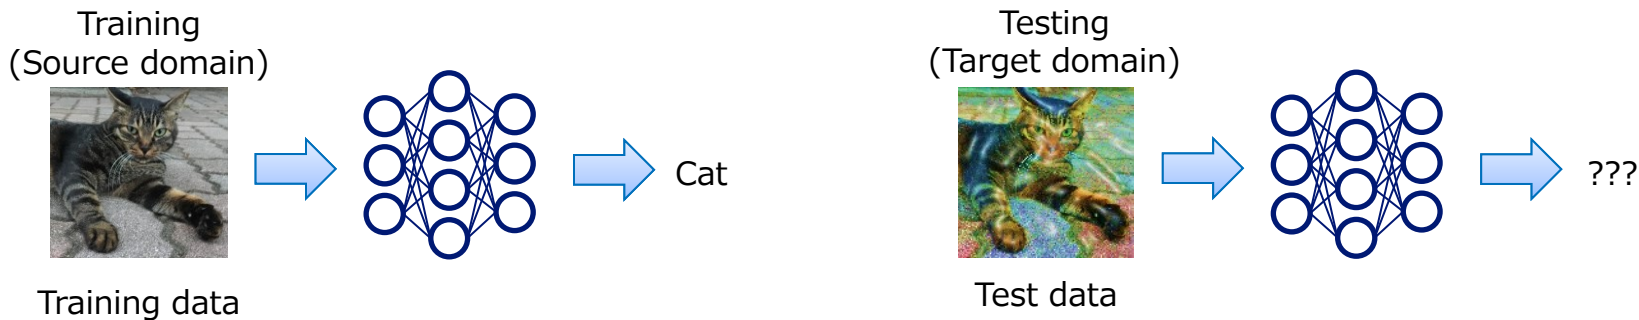 Training
(Source domain)
Cat
Training data
Testing
(Target domain)
???
Test data